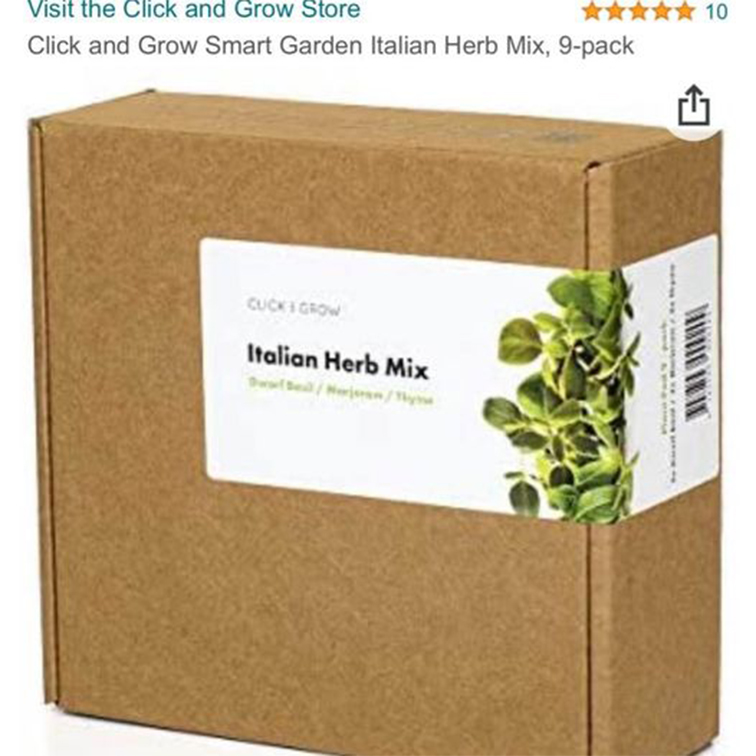 Visit the Click and Grow Store
10
Click and Grow Smart Garden Italian Herb Mix, 9-pack
CLICK & GROW
Italian Herb Mix
Dwarf Basil / Marjoram / Thyme